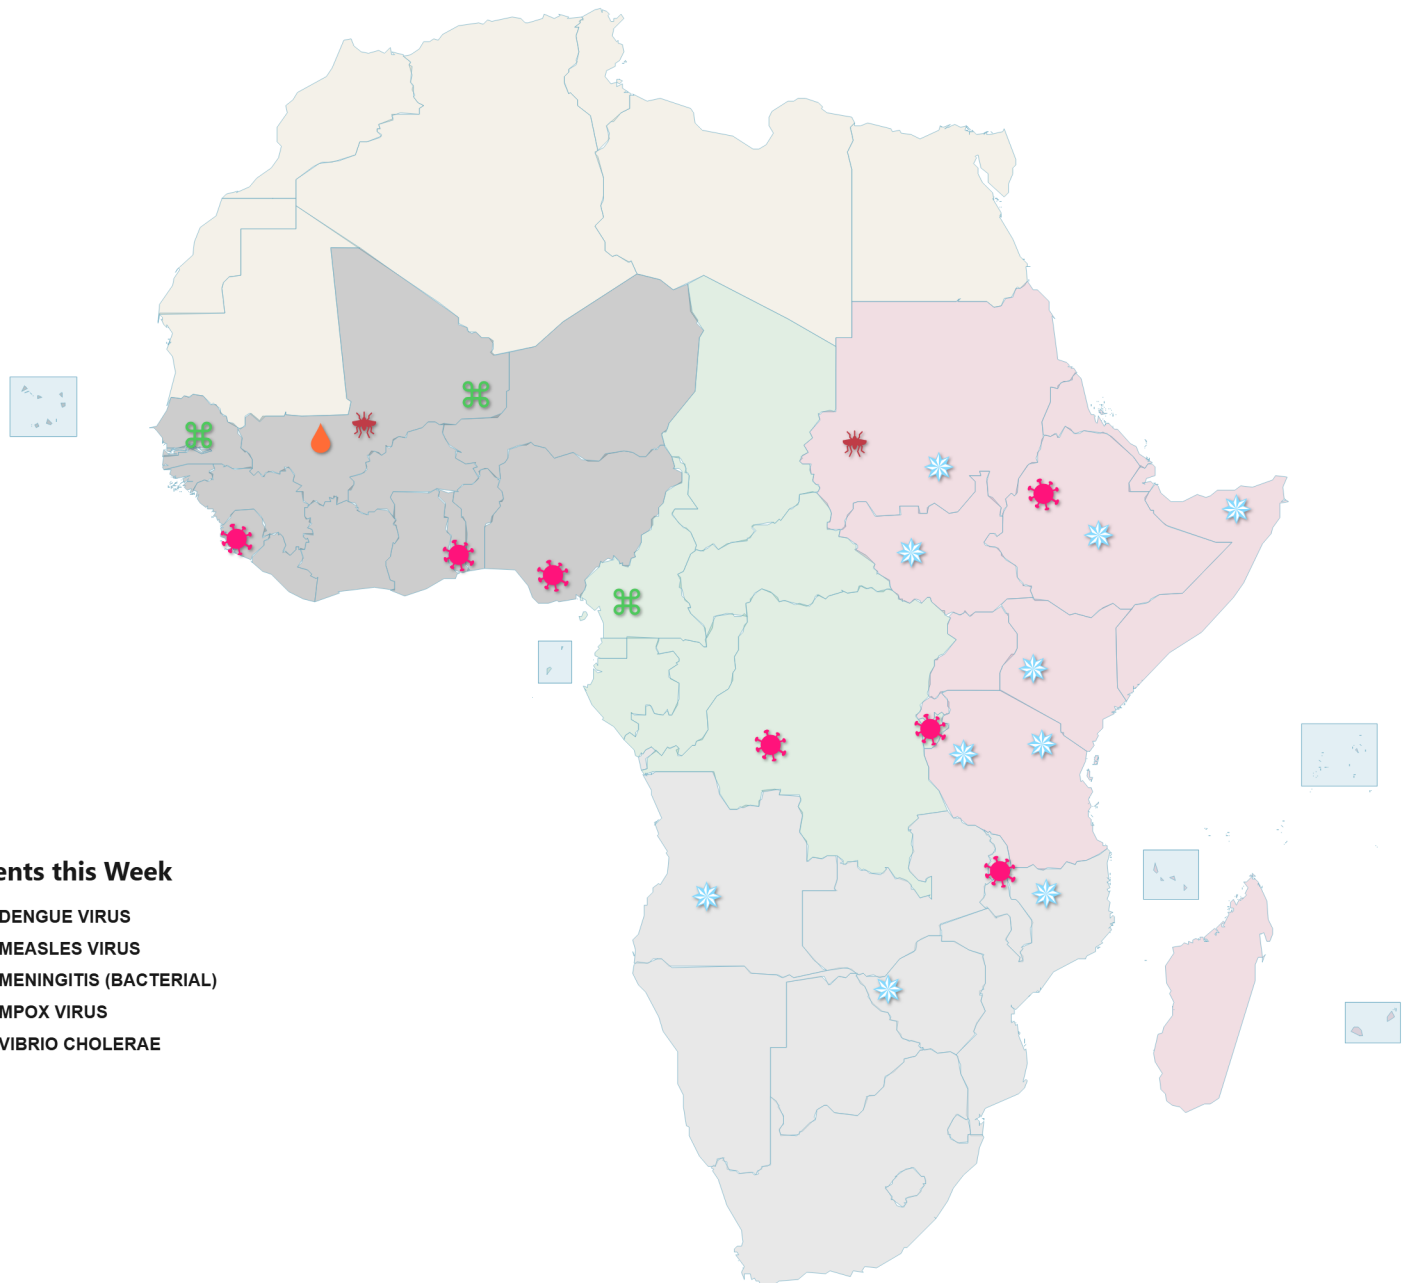 ents this Week
DENGUE VIRUS
MEASLES VIRUS
MENINGITIS (BACTERIAL)
MPOX VIRUS
VIBRIO CHOLERAE